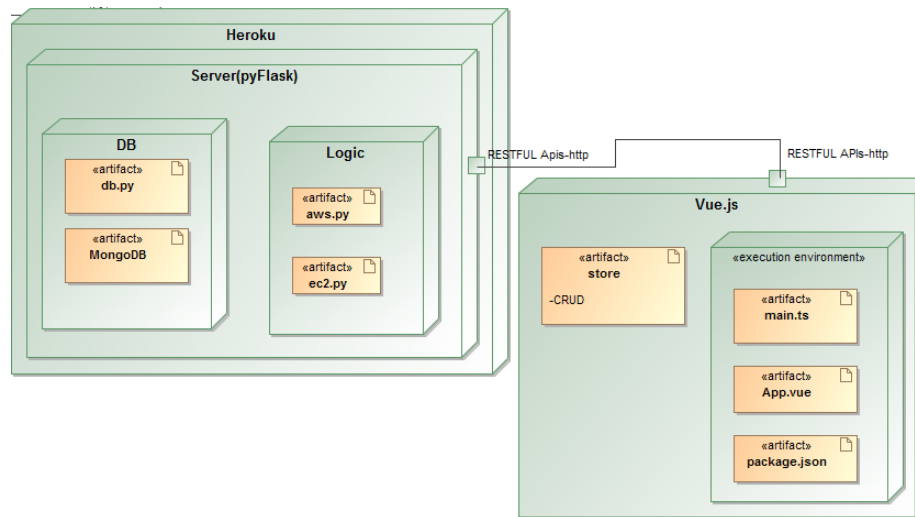 Heroku
Server(pyFlask)
DB
«artifact»
db.py
«artifact»
MongoDB
Logic
«artifact»
aws.py
«artifact»
ec2.py
RESTFUL Apis-http
RESTFUL APIs-http
Vue.js
«artifact»
store
-CRUD
«execution environment»
«artifact»
main.ts
«artifact»
App.vue
«artifact»
package.json